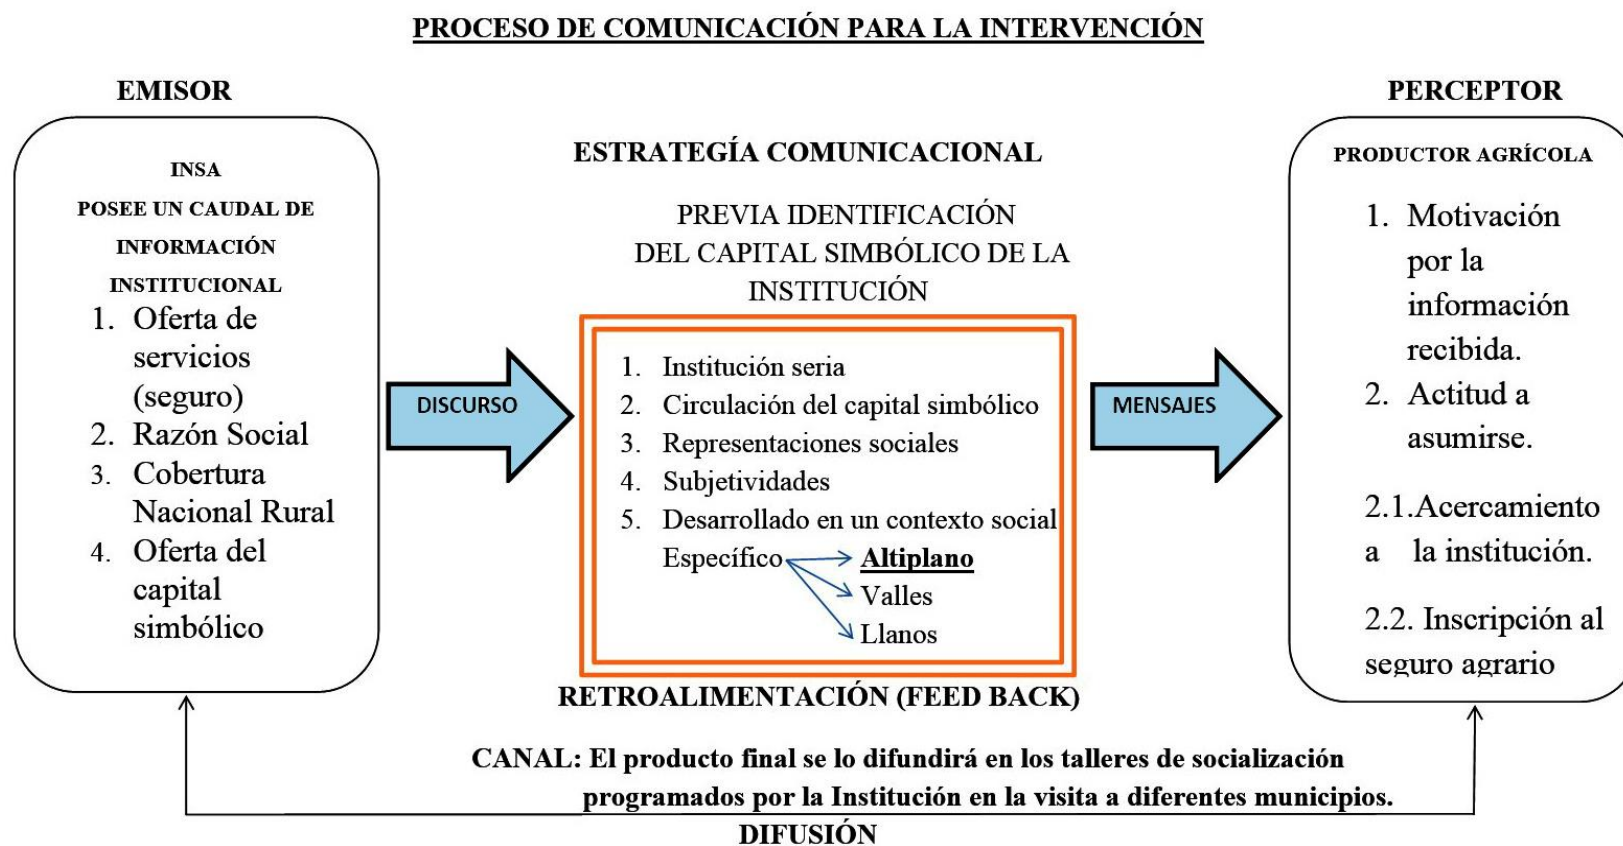 PROCESO DE COMUNICACIÓN PARA LA INTERVENCIÓN
EMISOR
INSA
POSEE UN CAUDAL DE
INFORMACIÓN
INSTITUCIONAL
1. Oferta de
servicios
(seguro)
2. Razón Social
3. Cobertura
Nacional Rural
4. Oferta del
capital
simbólico
DISCURSO
ESTRATEGÍA COMUNICACIONAL
PREVIA IDENTIFICACIÓN
DEL CAPITAL SIMBÓLICO DE LA
INSTITUCIÓN
1. Institución seria
2. Circulación del capital simbólico
3. Representaciones sociales
4. Subjetividades
5. Desarrollado en un contexto social
Específico Altiplano
Valles
Llanos
MENSAJES
PERCEPTOR
PRODUCTOR AGRÍCOLA
1. Motivación
por la
información
recibida.
2. Actitud a
asumirse.
2.1.Acercamiento
a la institución.
2.2. Inscripción al
seguro agrario
RETROALIMENTACIÓN (FEED BACK)
CANAL: El producto final se lo difundirá en los talleres de socialización
programados por la Institución en la visita a diferentes municipios.
DIFUSIÓN